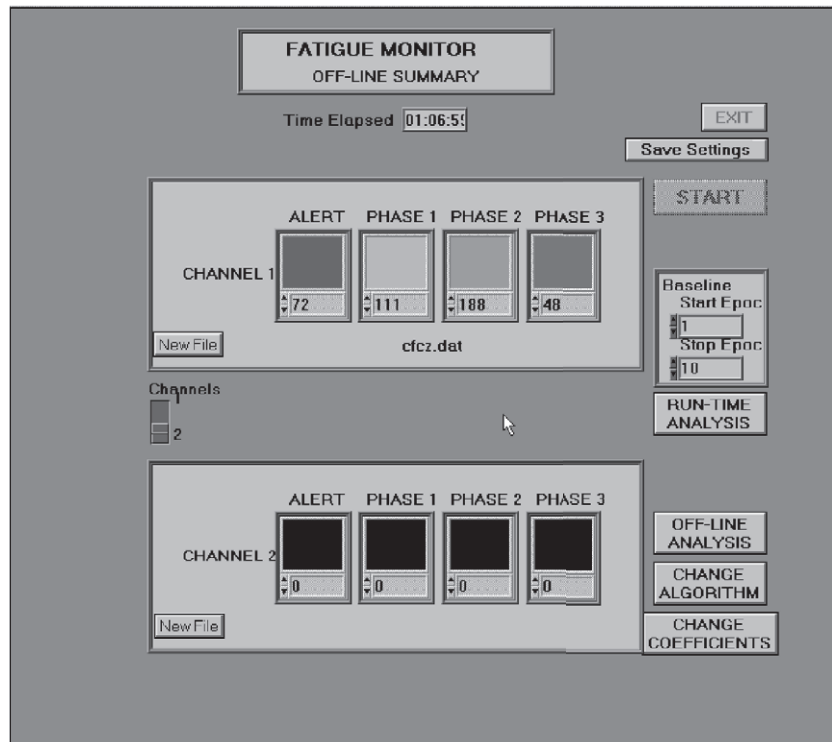 FATIGUE MONITOR
OFF-LINE SUMMARY
Time Elapsed 01:06:5
EXIT
Save Settings
START
ALERT PHASE 1 PHASE 2 PHASE 3
CHANNEL 1
72 111 188 48
New File
cfcz.dat
Baseline
Start Epoc
1
Stop Epoc
10
RUN-TIME
ANALYSIS
Channels
1
2
ALERT PHASE 1 PHASE 2 PHASE 3
CHANNEL 2
0 0 0 0
New File
OFF-LINE
ANALYSIS
CHANGE
ALGORITHM
CHANGE
COEFFICIENTS